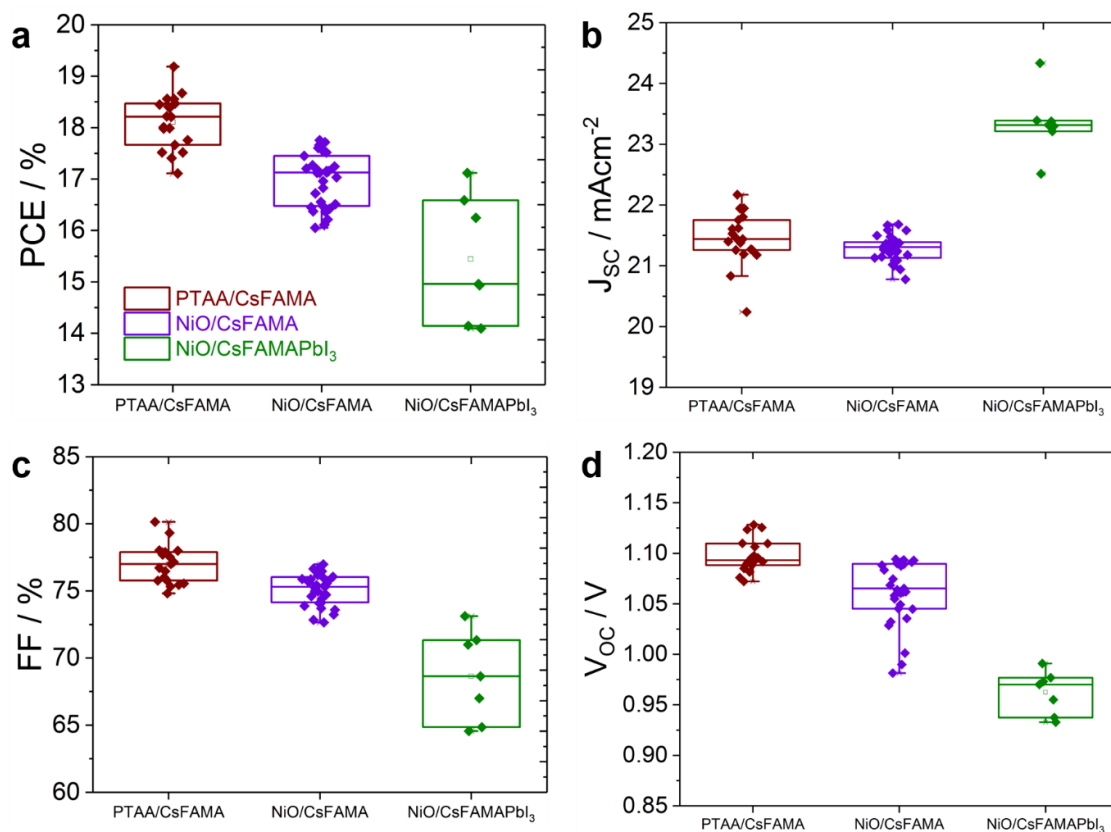 a
PCE / %
20
19
18
17
16
15
14
13
PTAA/CsFAMA
NiO/CsFAMA
NiO/CsFAMAPbI₃
PTAA/CsFAMA
NiO/CsFAMA
NiO/CsFAMAPbI₃
b
J_SC / mAcm⁻²
25
24
23
22
21
20
19
PTAA/CsFAMA
NiO/CsFAMA
NiO/CsFAMAPbI₃
c
FF / %
85
80
75
70
65
60
PTAA/CsFAMA
NiO/CsFAMA
NiO/CsFAMAPbI₃
d
V_OC / V
1.20
1.15
1.10
1.05
1.00
0.95
0.90
0.85
PTAA/CsFAMA
NiO/CsFAMA
NiO/CsFAMAPbI₃